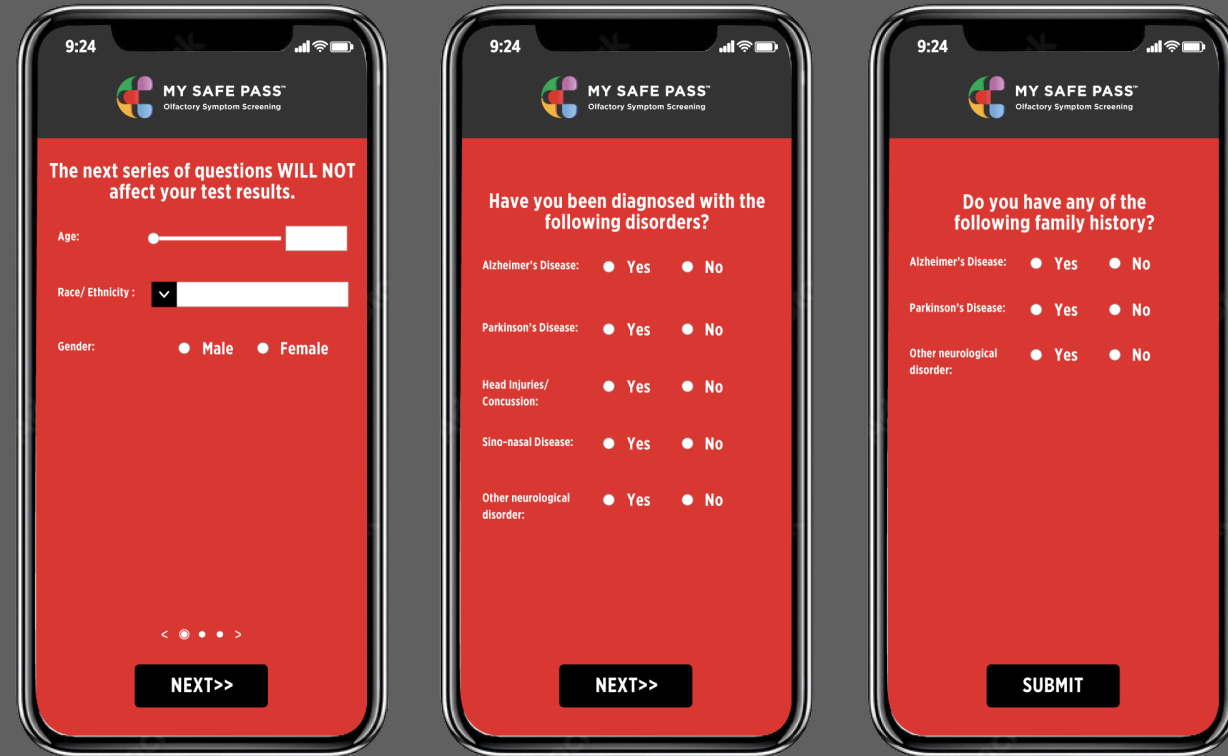 9:24
MY SAFE PASS™
Olfactory Symptom Screening
The next series of questions WILL NOT
affect your test results.
Age:
Race/ Ethnicity :
Gender:
Male
Female
< >
NEXT>>
9:24
MY SAFE PASS™
Olfactory Symptom Screening
Have you been diagnosed with the
following disorders?
Alzheimer's Disease: Yes No
Parkinson's Disease: Yes No
Head Injuries/
Concussion: Yes No
Sino-nasal Disease: Yes No
Other neurological
disorder: Yes No
NEXT>>
9:24
MY SAFE PASS™
Olfactory Symptom Screening
Do you have any of the
following family history?
Alzheimer's Disease: Yes No
Parkinson's Disease: Yes No
Other neurological
disorder: Yes No
SUBMIT